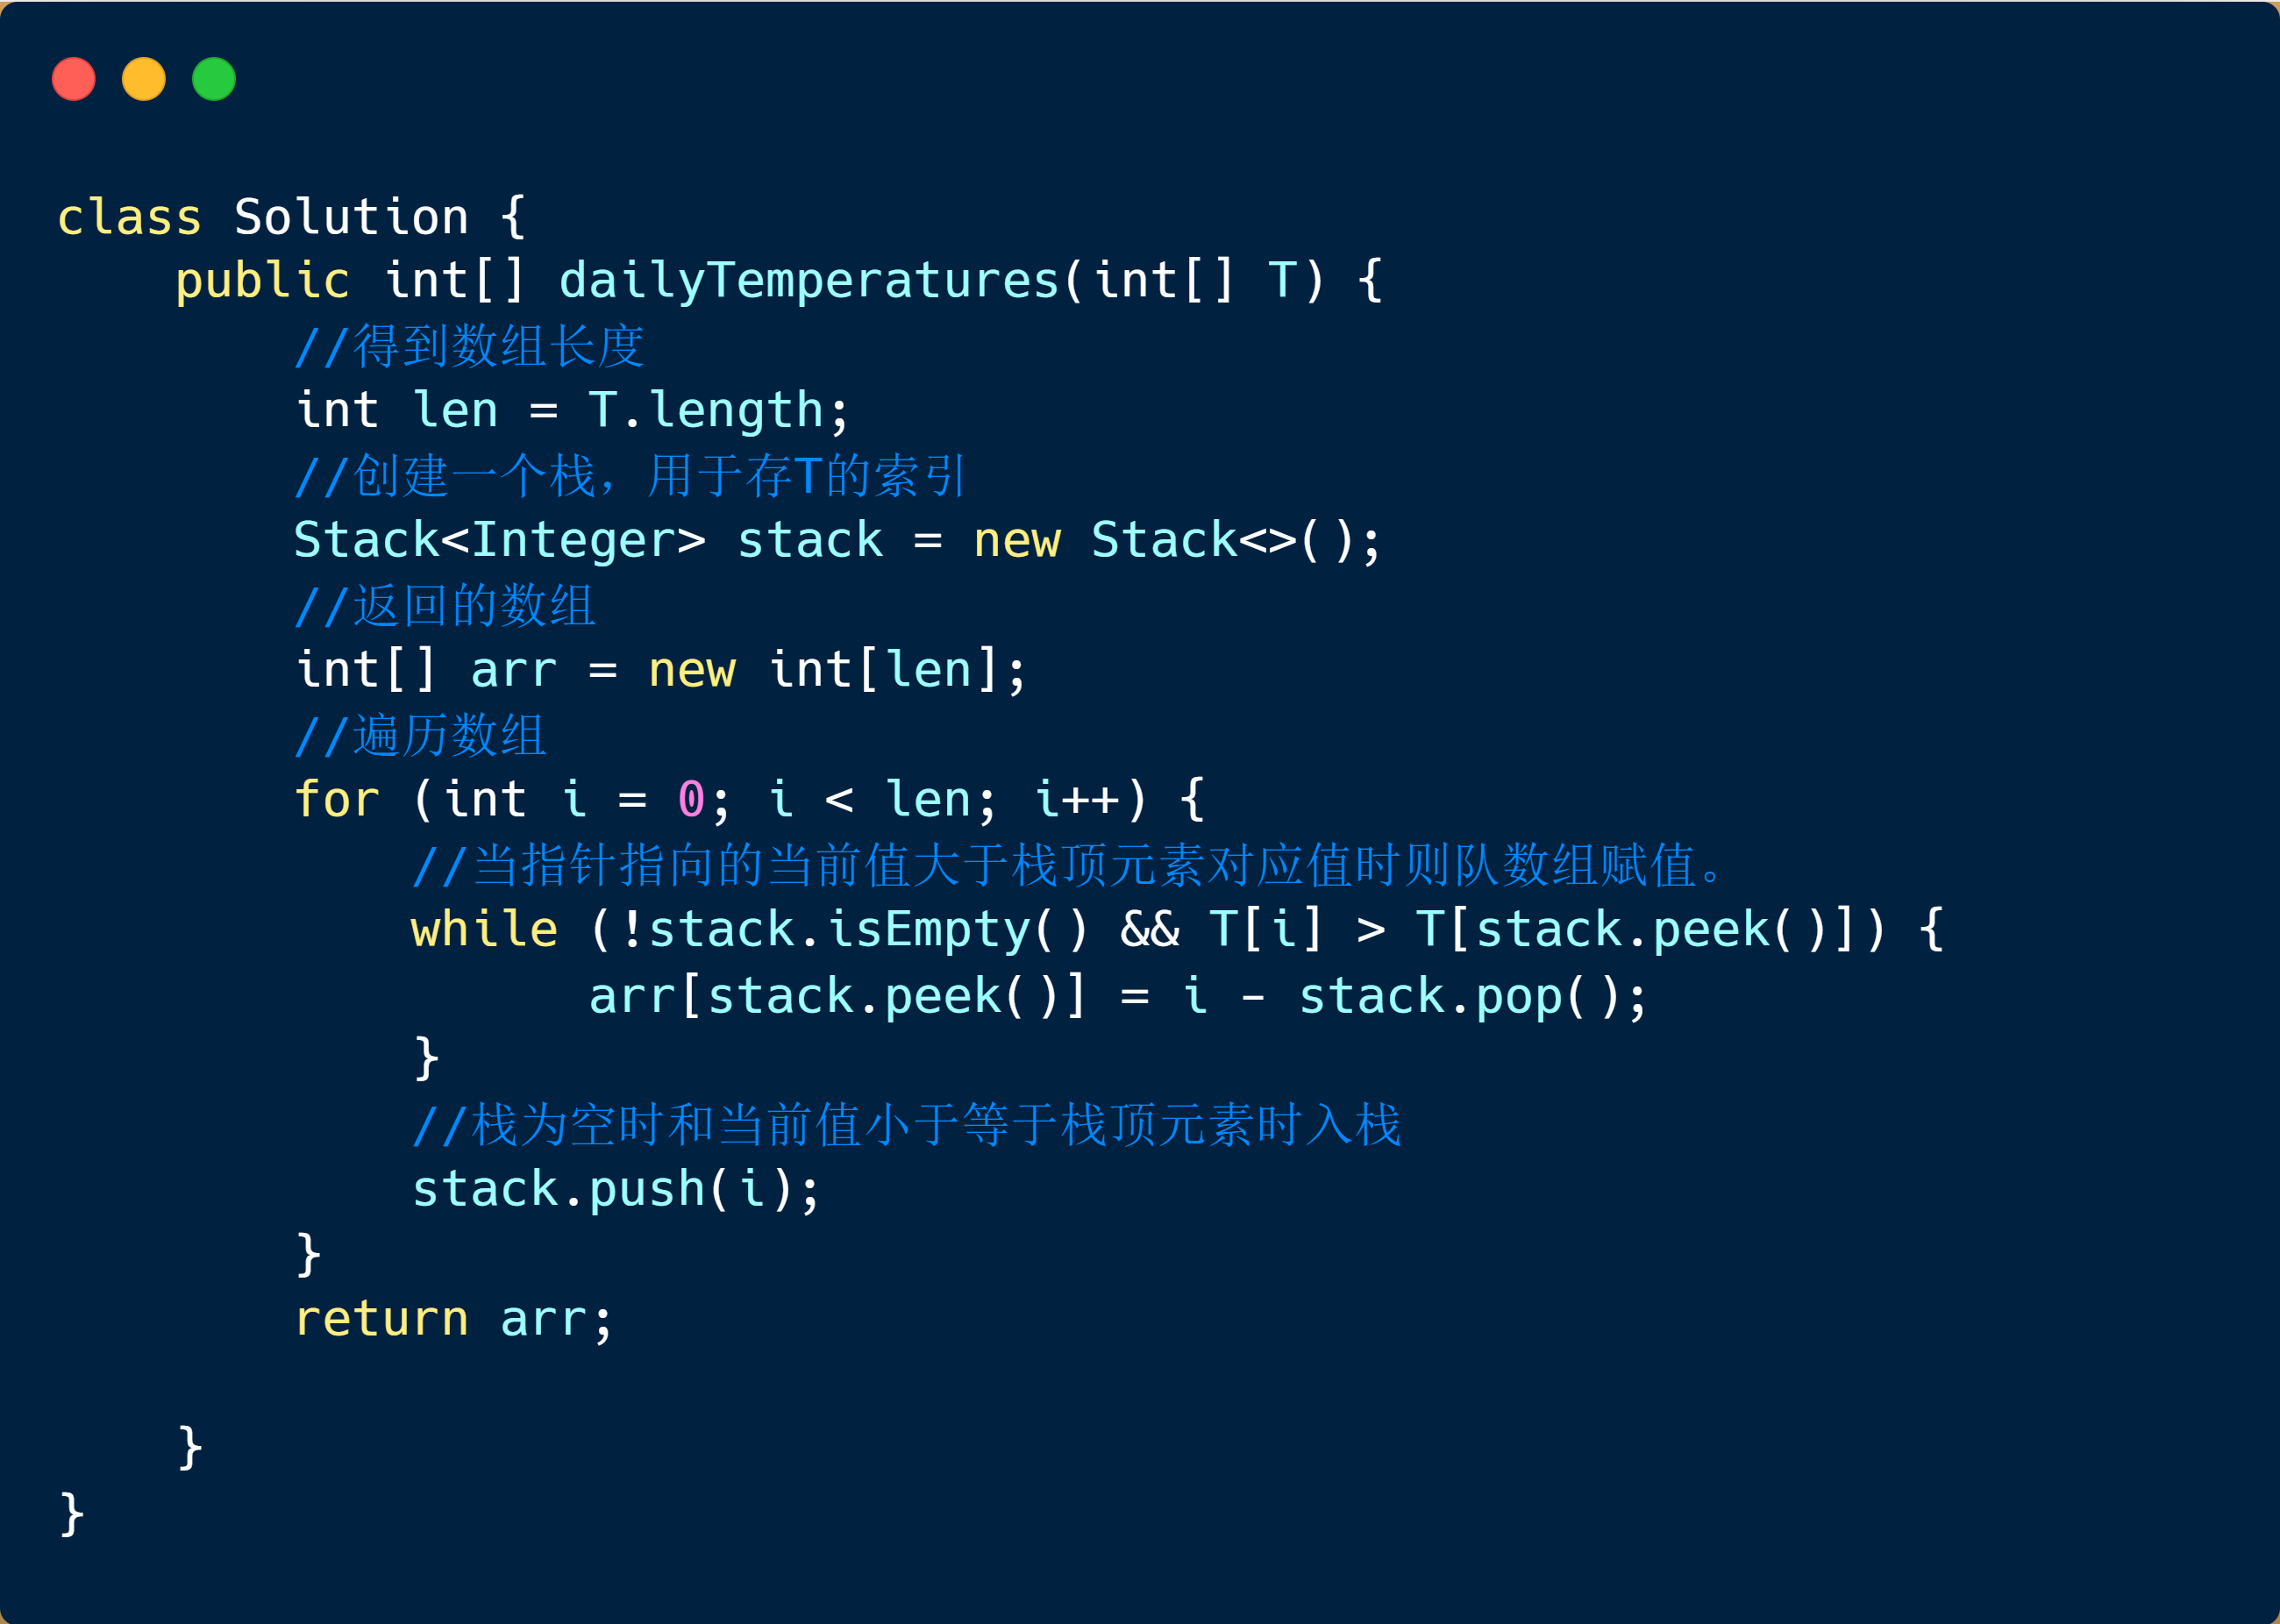 class Solution {
    public int[] dailyTemperatures(int[] T) {
        //得到数组长度
        int len = T.length;
        //创建一个栈，用于存T的索引
        Stack<Integer> stack = new Stack<>();
        //返回的数组
        int[] arr = new int[len];
        //遍历数组
        for (int i = 0; i < len; i++) {
            //当指针指向的当前值大于栈顶元素对应值时则队数组赋值。
            while (!stack.isEmpty() && T[i] > T[stack.peek()]) {
                  arr[stack.peek()] = i - stack.pop();
            }
            //栈为空时和当前值小于等于栈顶元素时入栈
            stack.push(i);
        }
        return arr;
    }
}